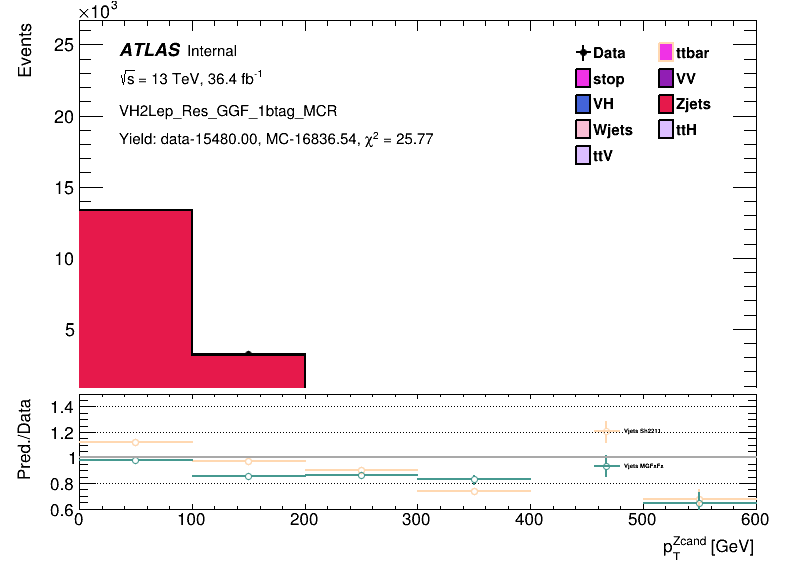 ×10³
Events
25
20
15
10
5
ATLAS Internal
√s = 13 TeV, 36.4 fb⁻¹
VH2Lep_Res_GGF_1btag_MCR
Yield: data-15480.00, MC-16836.54, χ² = 25.77
Data
ttbar
stop
VV
VH
Zjets
Wjets
ttH
ttV
Pred./Data
1.4
1.2
1
0.8
0.6
Vjets Sh2211
Vjets MGFxFx
0 100 200 300 400 500 600
p_T^Zcand [GeV]